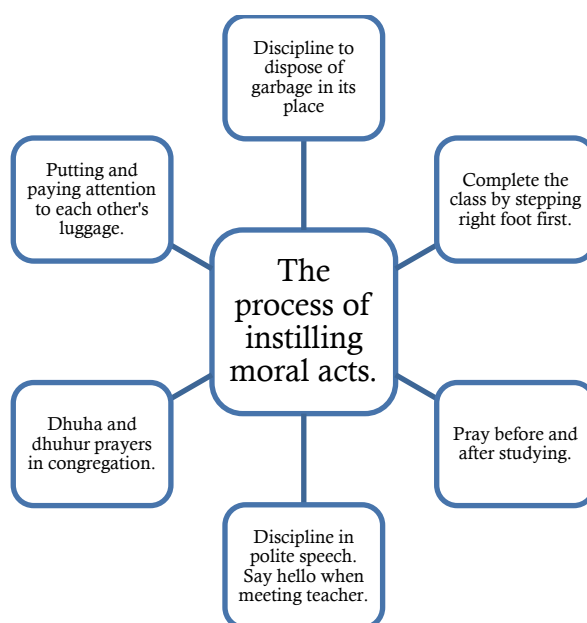 Discipline to
dispose of
garbage in its
place
Putting and
paying attention
to each other's
luggage.
Complete the
class by stepping
right foot first.
The
process of
instilling
moral acts.
Dhuha and
dhuhur prayers
in congregation.
Pray before and
after studying.
Discipline in
polite speech.
Say hello when
meeting teacher.